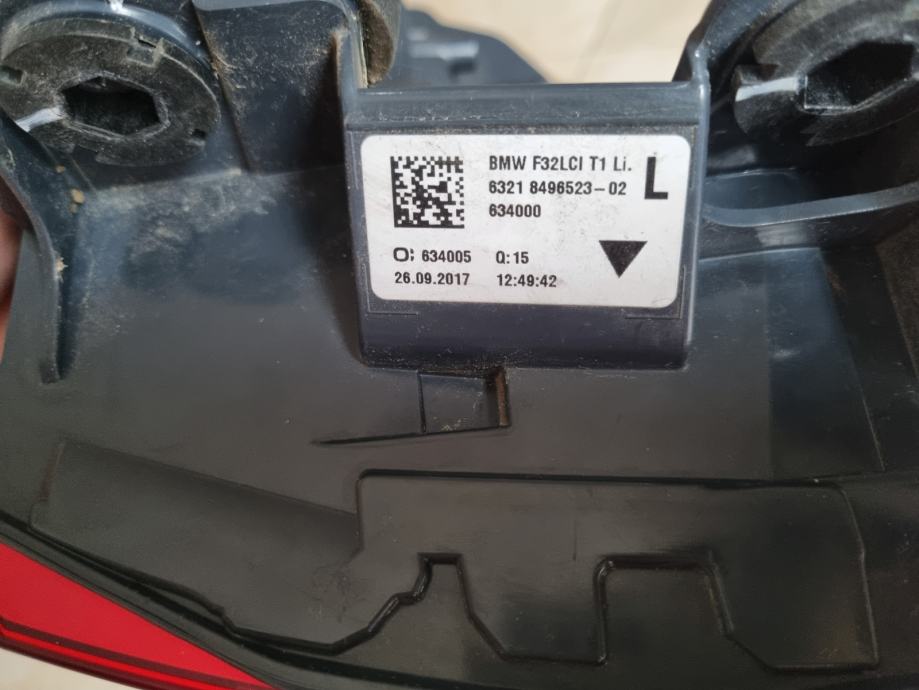 BMW F32LCI T1 Li.
L
6321 8496523-02
634000
O: 634005 Q:15
26.09.2017 12:49:42